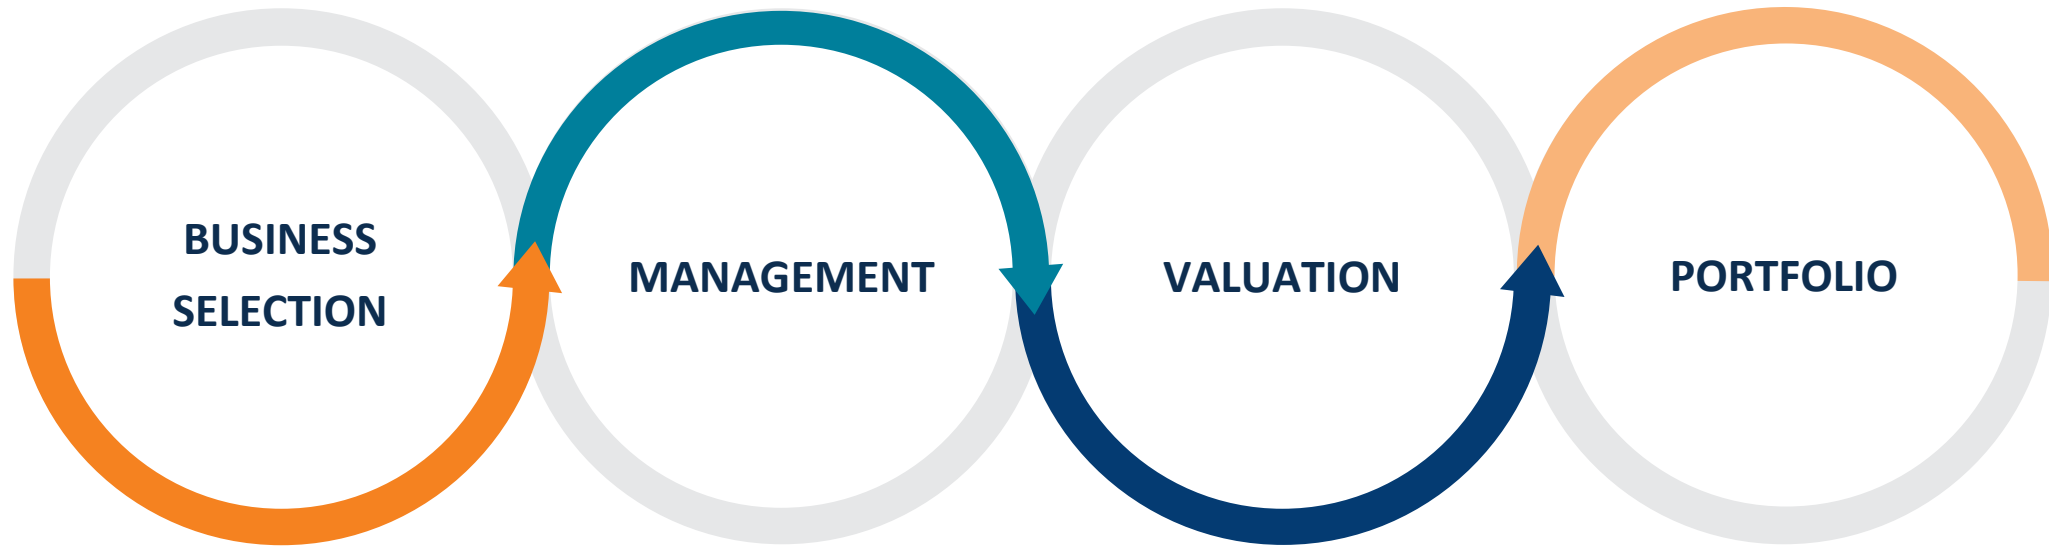 BUSINESS
SELECTION
MANAGEMENT
VALUATION
PORTFOLIO